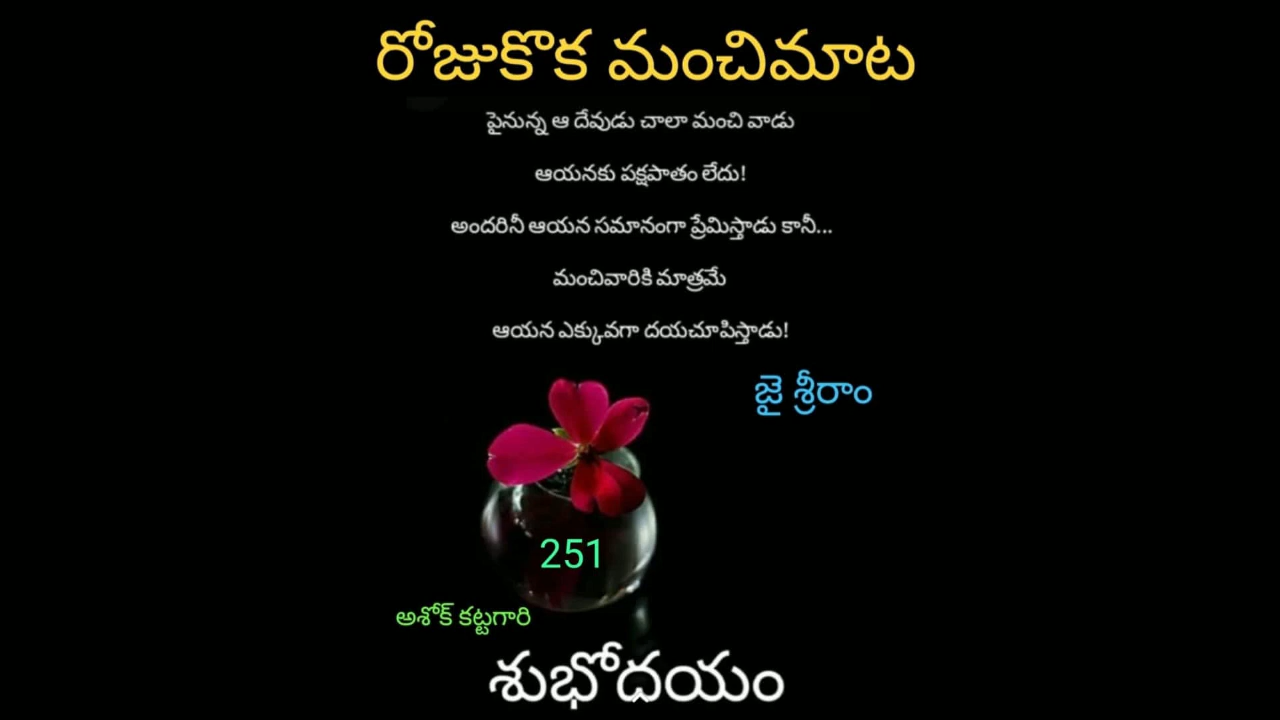 రోజుకొక మంచిమాట
పైనున్న ఆ దేవుడు చాలా మంచి వాడు
ఆయనకు పక్షపాతం లేదు!
అందరినీ ఆయన సమానంగా ప్రేమిస్తాడు కానీ...
మంచివారికి మాత్రమే
ఆయన ఎక్కువగా దయచూపిస్తాడు!
జై శ్రీరాం
251
అశోక్ కట్టగారి
శుభోదయం